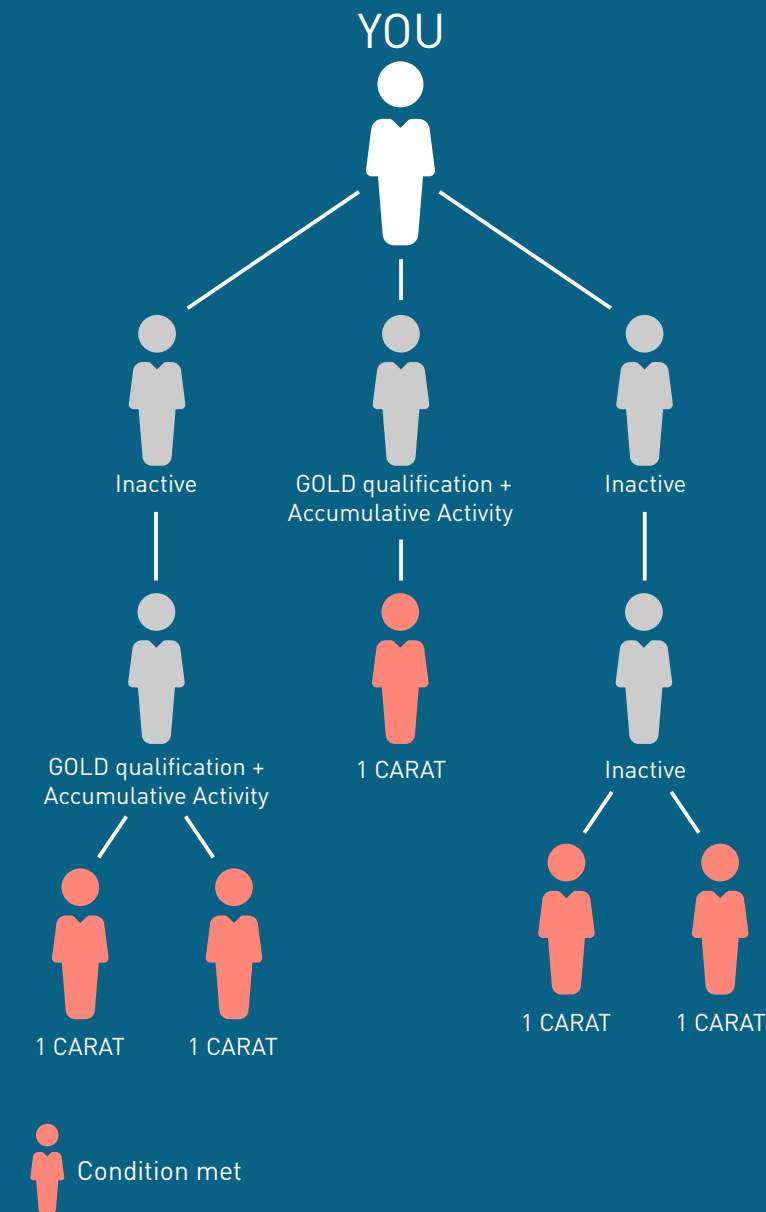 YOU
Inactive
GOLD qualification +
Accumulative Activity
Inactive
GOLD qualification +
Accumulative Activity
1 CARAT
Inactive
1 CARAT
1 CARAT
1 CARAT
1 CARAT
Condition met